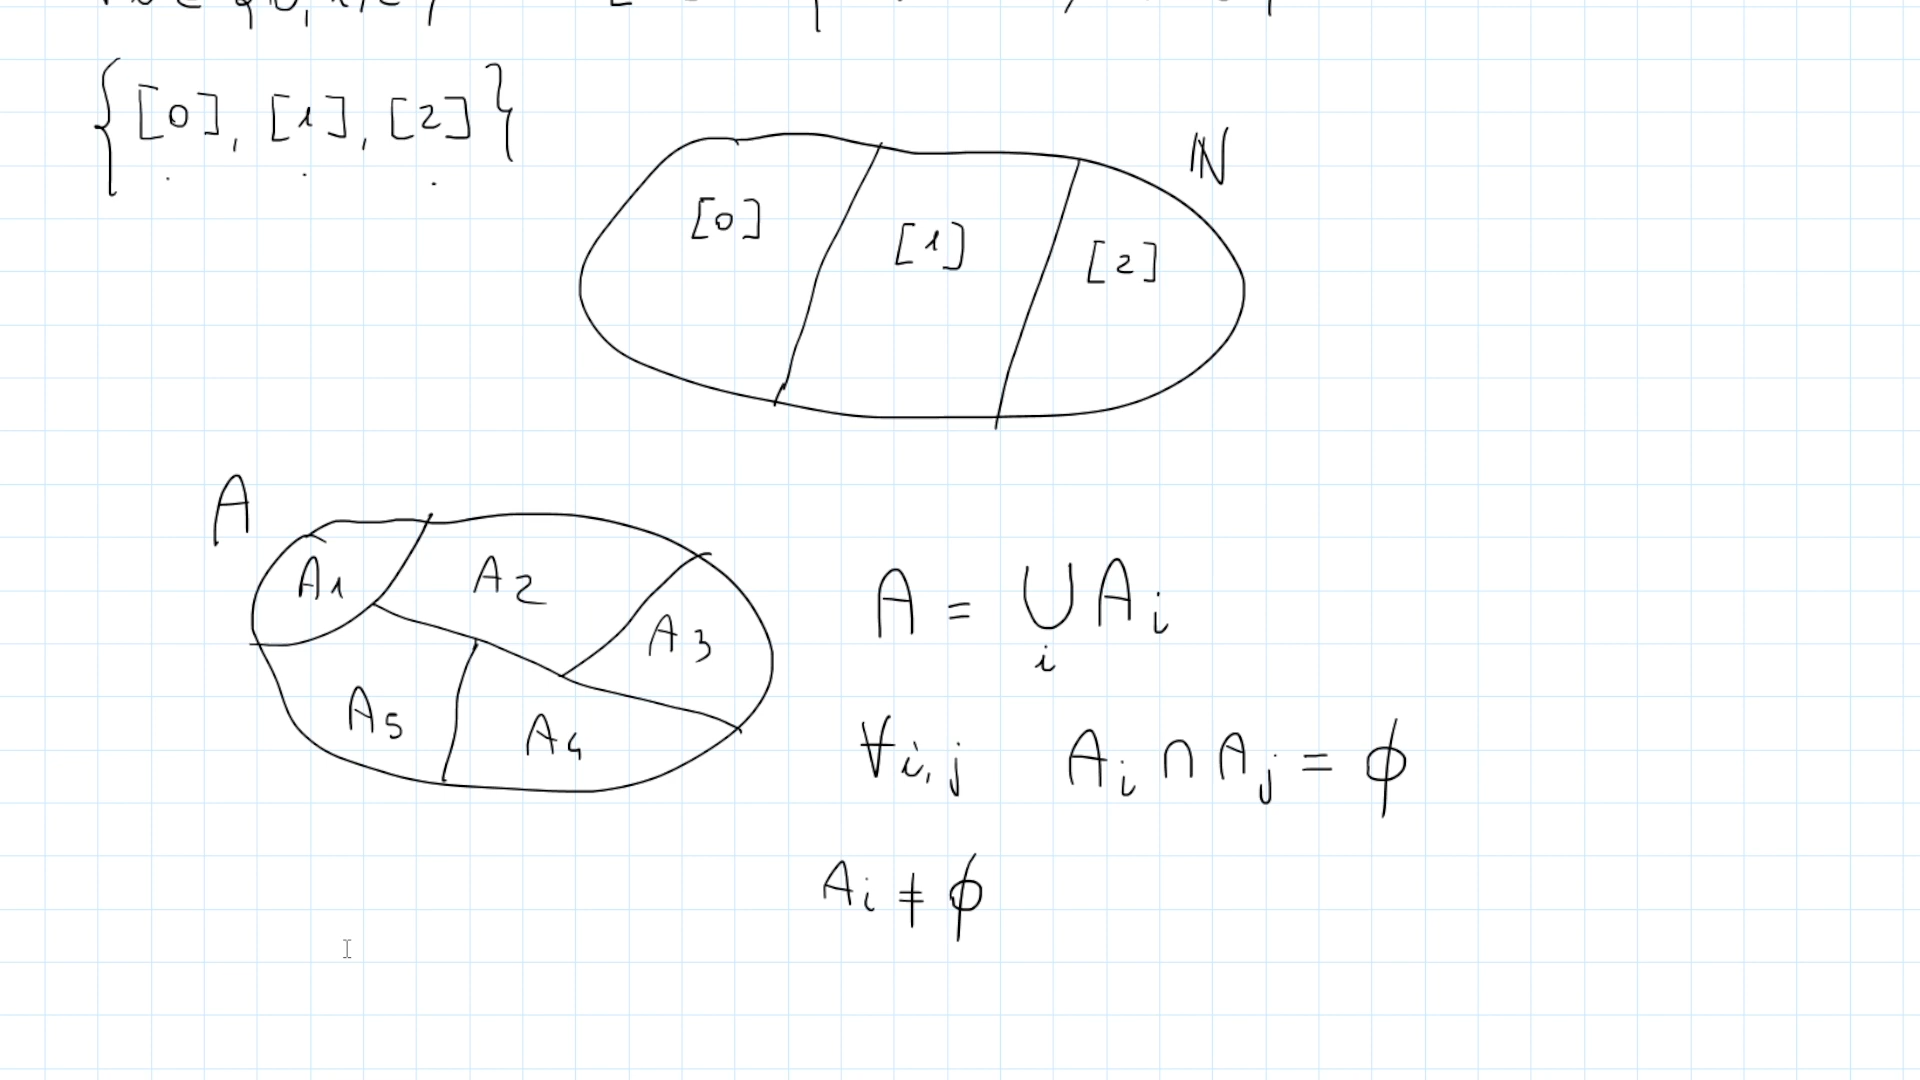 {[0], [1], [2]}
ℕ
[0] [1] [2]
A
A1 A2 A3
A5 A4
A = ⋃ Aᵢ
i
∀i,j Aᵢ ∩ Aⱼ = ϕ
Aᵢ ≠ ϕ